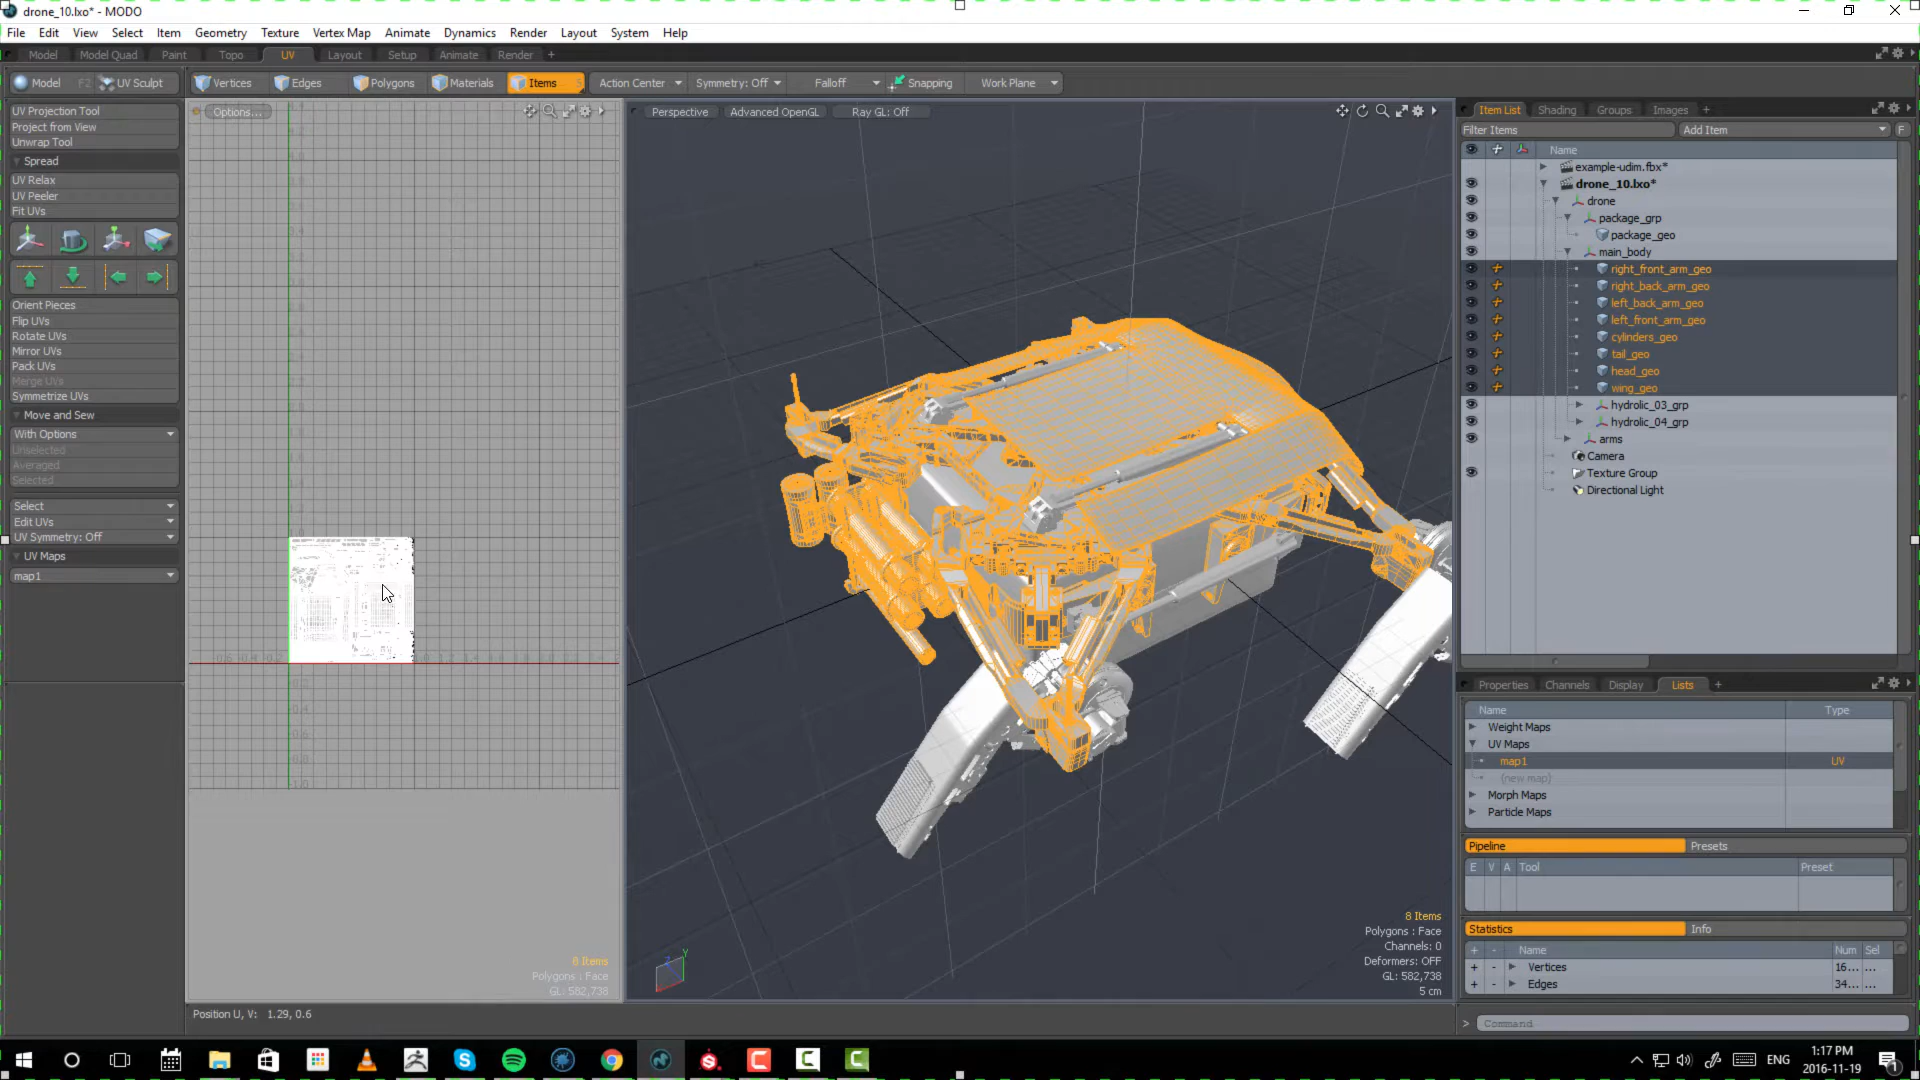 drone_10.lxo* - MODO
File Edit View Select Item Geometry Texture Vertex Map Animate Dynamics Render Layout System Help
Model Model Quad Paint Topo UV Layout Setup Animate Render +
Model F2 UV Sculpt Vertices Edges Polygons Materials Items 5 Action Center Symmetry: Off Falloff Snapping Work Plane
UV Projection Tool
Project from View
Unwrap Tool
Spread
UV Relax
UV Peeler
Fit UVs
Orient Pieces
Flip UVs
Rotate UVs
Mirror UVs
Pack UVs
Merge UVs
Symmetrize UVs
Move and Sew
With Options
Unselected
Averaged
Selected
Select
Edit UVs
UV Symmetry: Off
UV Maps
map1
Options...
8 Items
Polygons : Face
GL: 582,738
Position U, V: 1.29, 0.6
Perspective Advanced OpenGL Ray GL: Off
8 Items
Polygons : Face
Channels: 0
Deformers: OFF
GL: 582,738
5 cm
Item List Shading Groups Images +
Filter Items Add Item F
Name
example-udim.fbx*
drone_10.lxo*
drone
package_grp
package_geo
main_body
right_front_arm_geo
right_back_arm_geo
left_back_arm_geo
left_front_arm_geo
cylinders_geo
tail_geo
head_geo
wing_geo
hydrolic_03_grp
hydrolic_04_grp
arms
Camera
Texture Group
Directional Light
Properties Channels Display Lists +
Name Type
Weight Maps
UV Maps
map1 UV
(new map)
Morph Maps
Particle Maps
Pipeline Presets
E V A Tool Preset
Statistics Info
+ - Name Num Sel
+ - Vertices 16... ...
+ - Edges 34... ...
> Command
ENG
1:17 PM
2016-11-19